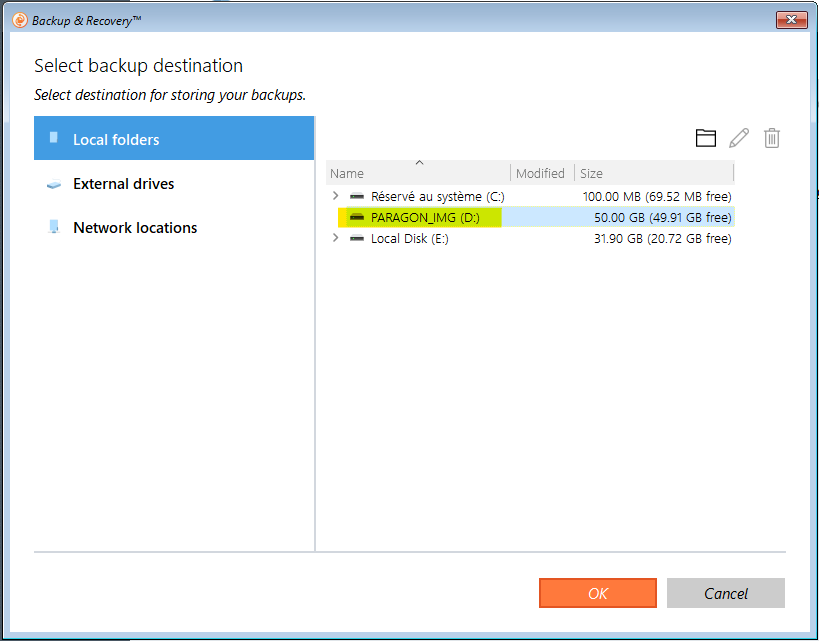 Backup & Recovery™
Select backup destination
Select destination for storing your backups.
Local folders
External drives
Network locations
Name Modified Size
Réservé au système (C:) 100.00 MB (69.52 MB free)
PARAGON_IMG (D:) 50.00 GB (49.91 GB free)
Local Disk (E:) 31.90 GB (20.72 GB free)
OK Cancel